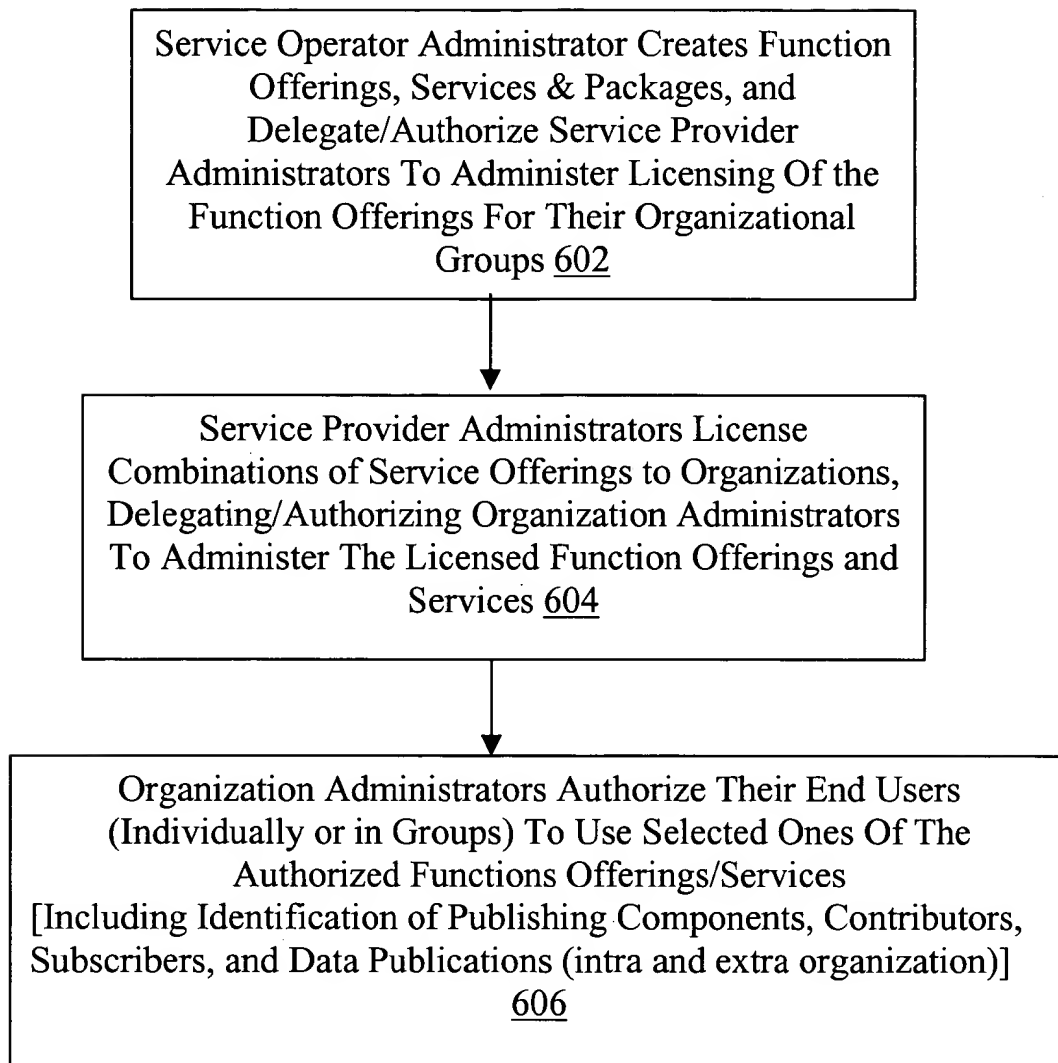 Service Operator Administrator Creates Function
Offerings, Services & Packages, and
Delegate/Authorize Service Provider
Administrators To Administer Licensing Of the
Function Offerings For Their Organizational
Groups 602
Service Provider Administrators License
Combinations of Service Offerings to Organizations,
Delegating/Authorizing Organization Administrators
To Administer The Licensed Function Offerings and
Services 604
Organization Administrators Authorize Their End Users
(Individually or in Groups) To Use Selected Ones Of The
Authorized Functions Offerings/Services
[Including Identification of Publishing Components, Contributors,
Subscribers, and Data Publications (intra and extra organization)]
606